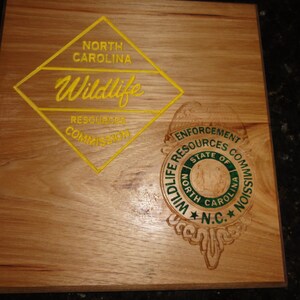 NORTH
CAROLINA
Wildlife
RESOURCES
COMMISSION
ENFORCEMENT
WILDLIFE RESOURCES COMMISSION
STATE OF
NORTH CAROLINA
★ N.C. ★